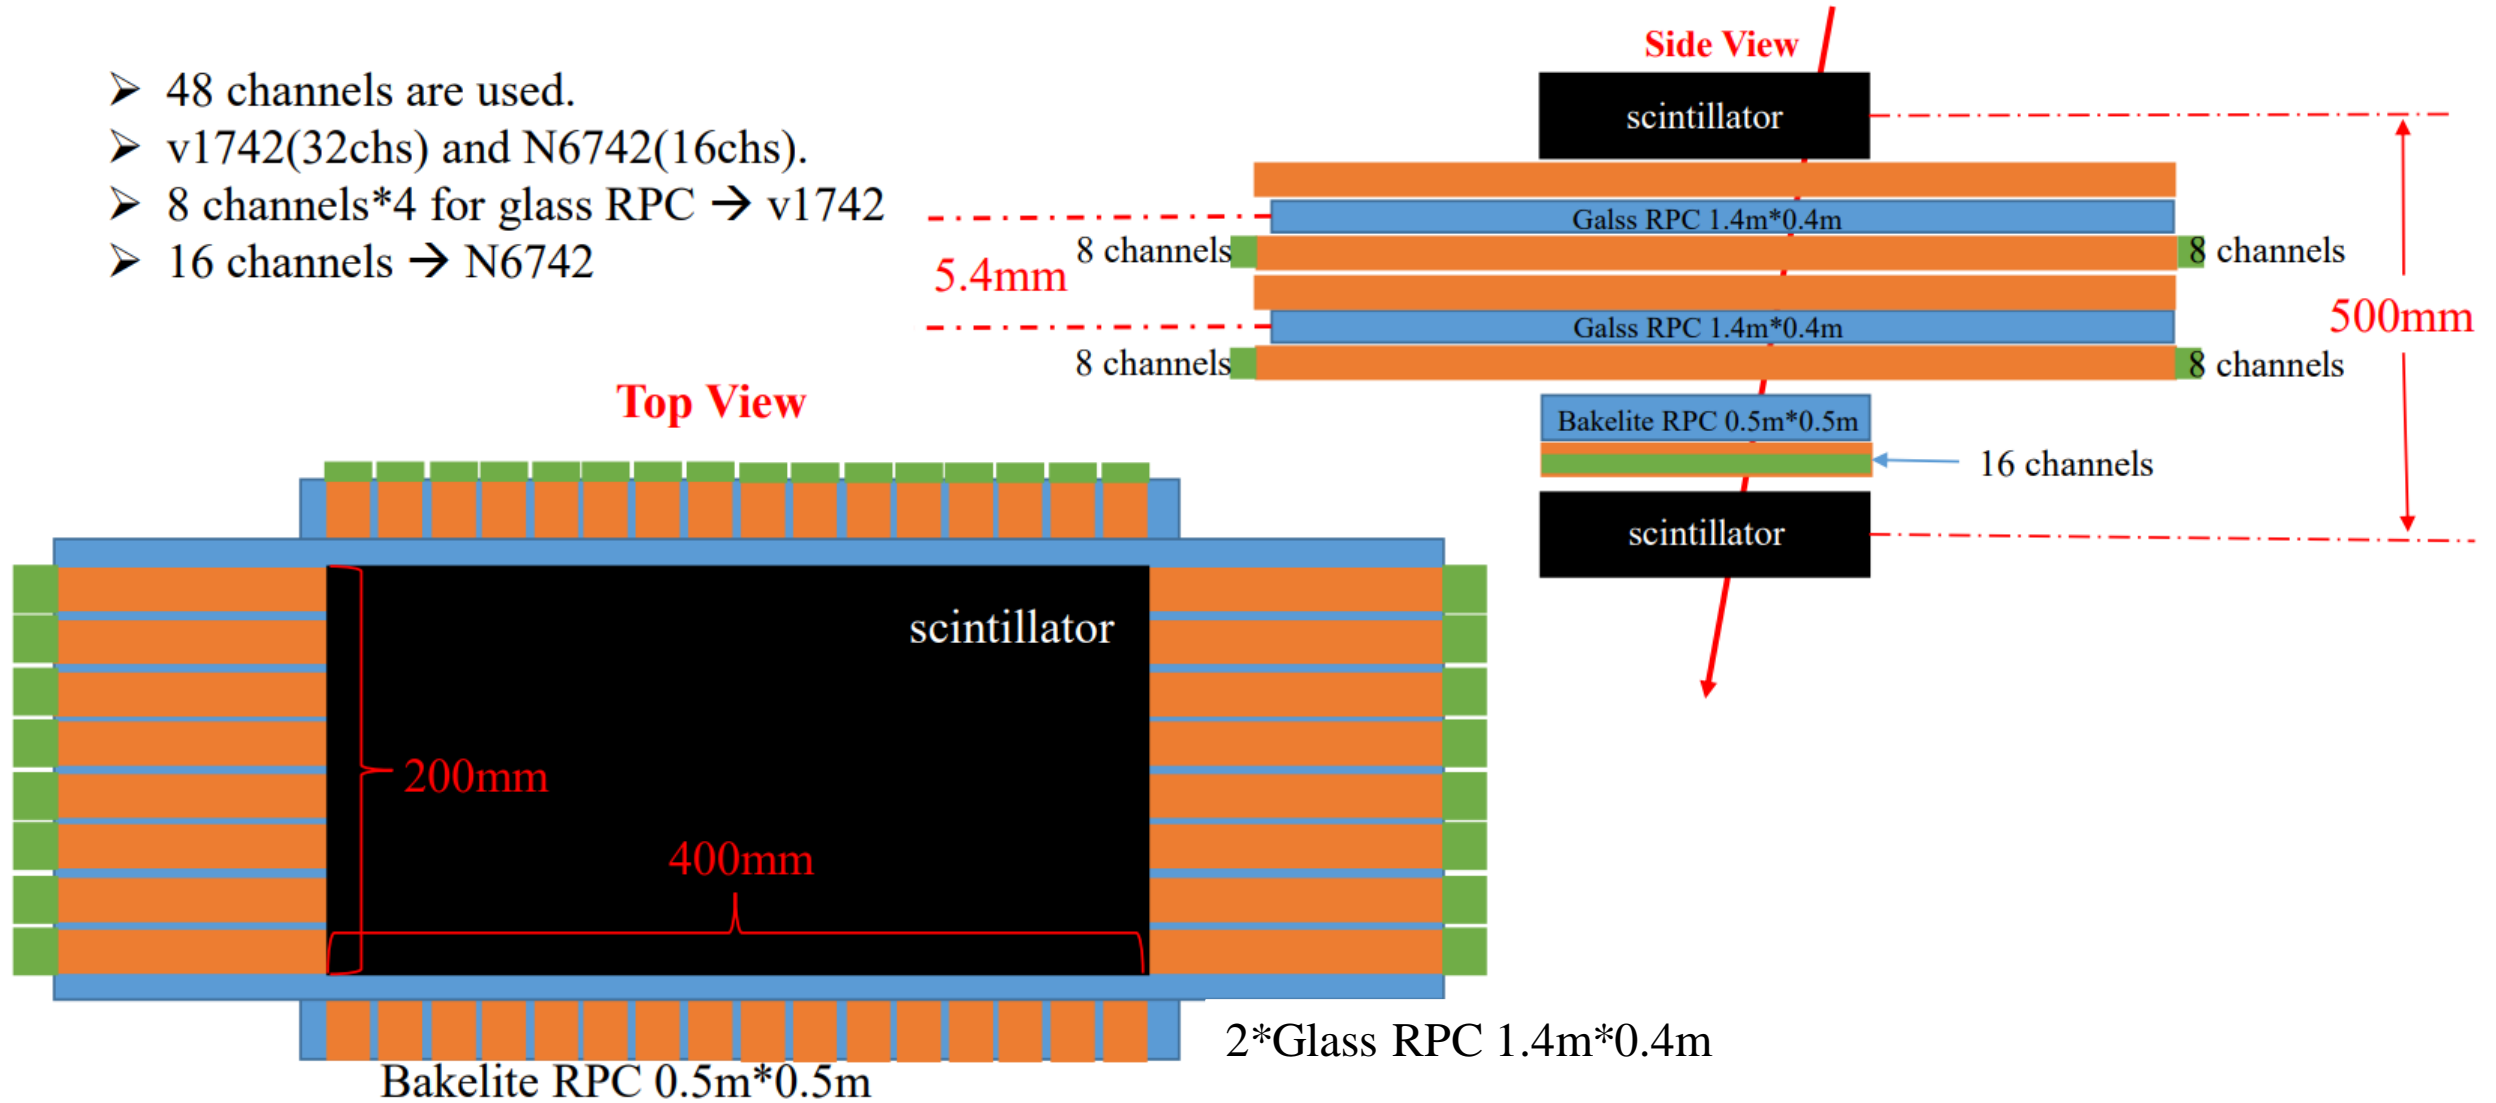 48 channels are used.
v1742(32chs) and N6742(16chs).
8 channels*4 for glass RPC → v1742
16 channels → N6742
Side View
scintillator
Galss RPC 1.4m*0.4m
8 channels
8 channels
5.4mm
Galss RPC 1.4m*0.4m
500mm
8 channels
8 channels
Bakelite RPC 0.5m*0.5m
16 channels
scintillator
Top View
scintillator
200mm
400mm
2*Glass RPC 1.4m*0.4m
Bakelite RPC 0.5m*0.5m